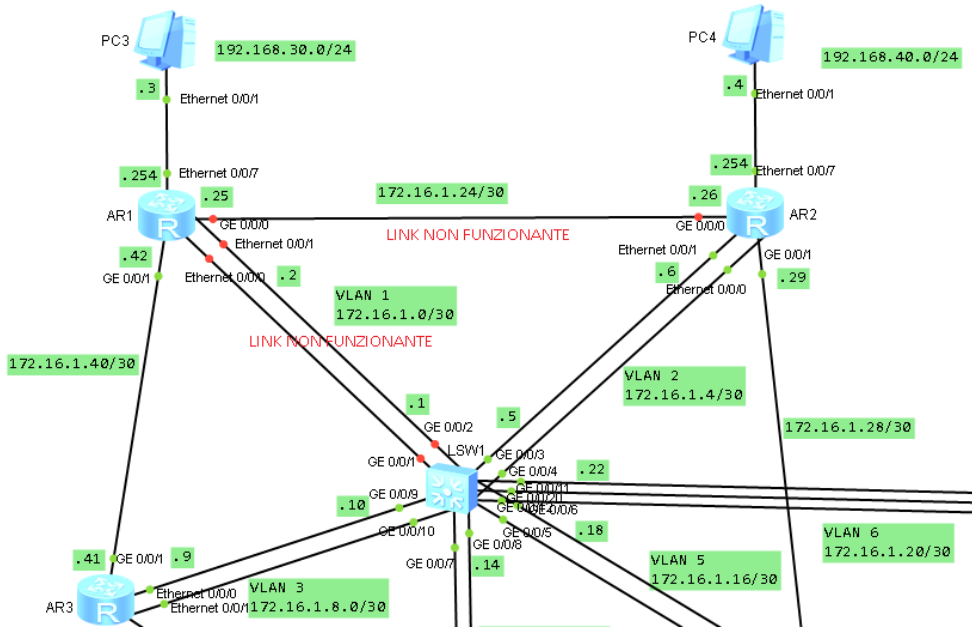 PC3
192.168.30.0/24
PC4
192.168.40.0/24
.3
Ethernet 0/0/1
.4
Ethernet 0/0/1
.254
Ethernet 0/0/7
.254
Ethernet 0/0/7
.25
172.16.1.24/30
.26
AR1
GE 0/0/0
LINK NON FUNZIONANTE
GE 0/0/0
AR2
Ethernet 0/0/1
Ethernet 0/0/1
.42
GE 0/0/1
Ethernet 0/0/0
.2
.6
Ethernet 0/0/0
GE 0/0/1
.29
VLAN 1
172.16.1.0/30
LINK NON FUNZIONANTE
172.16.1.40/30
VLAN 2
172.16.1.4/30
.1
.5
172.16.1.28/30
GE 0/0/2
LSW1
GE 0/0/1
GE 0/0/3
GE 0/0/4
.22
GE 0/0/9
.10
GE 0/0/6
GE 0/0/10
GE 0/0/5
.18
VLAN 6
172.16.1.20/30
GE 0/0/8
GE 0/0/7
.14
VLAN 5
172.16.1.16/30
.41
GE 0/0/1
.9
AR3
Ethernet 0/0/0
Ethernet 0/0/1
VLAN 3
172.16.1.8.0/30